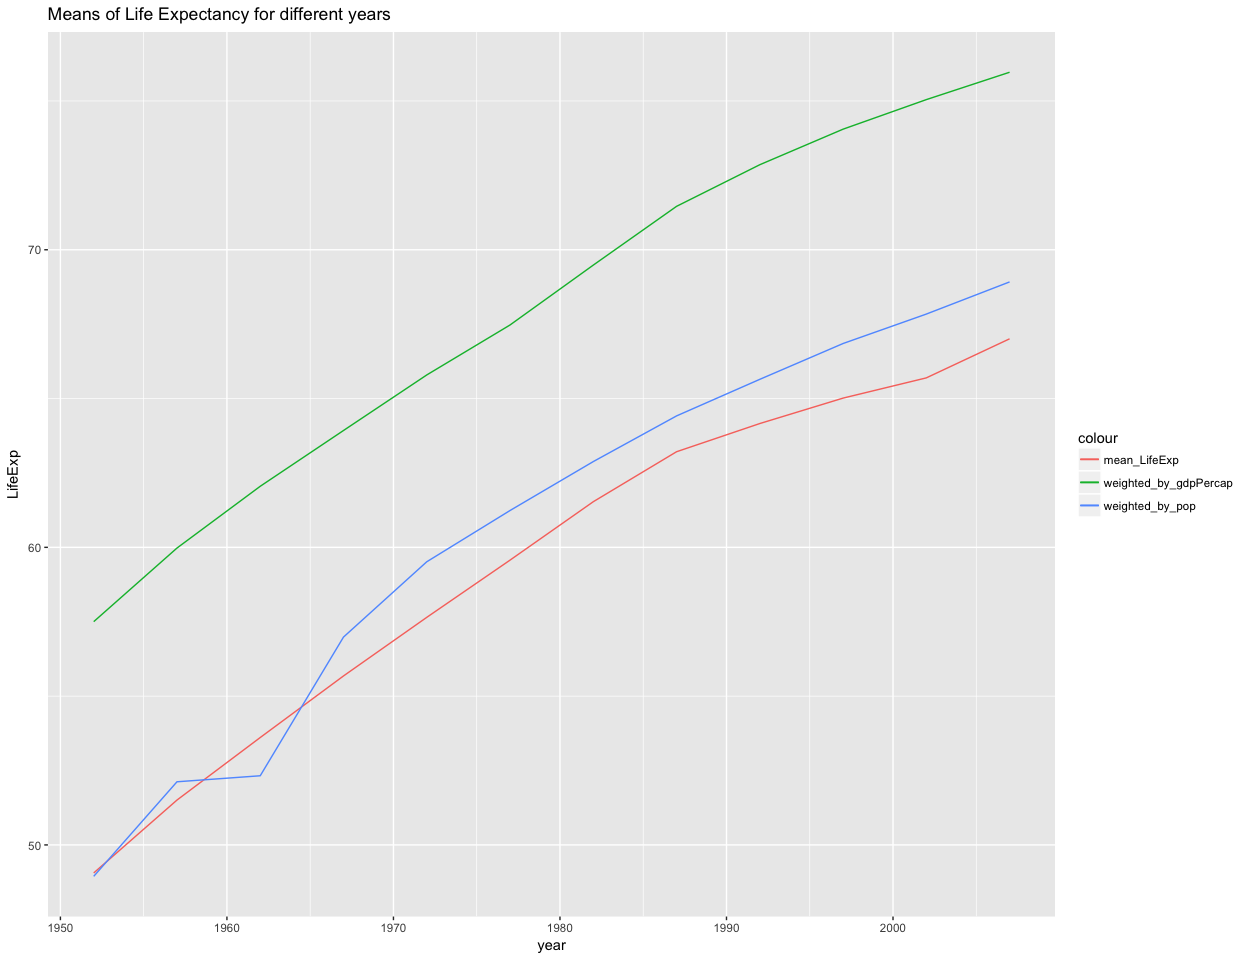 Means of Life Expectancy for different years
LifeExp
70
60
50
1950
1960
1970
1980
1990
2000
year
colour
mean_LifeExp
weighted_by_gdpPercap
weighted_by_pop